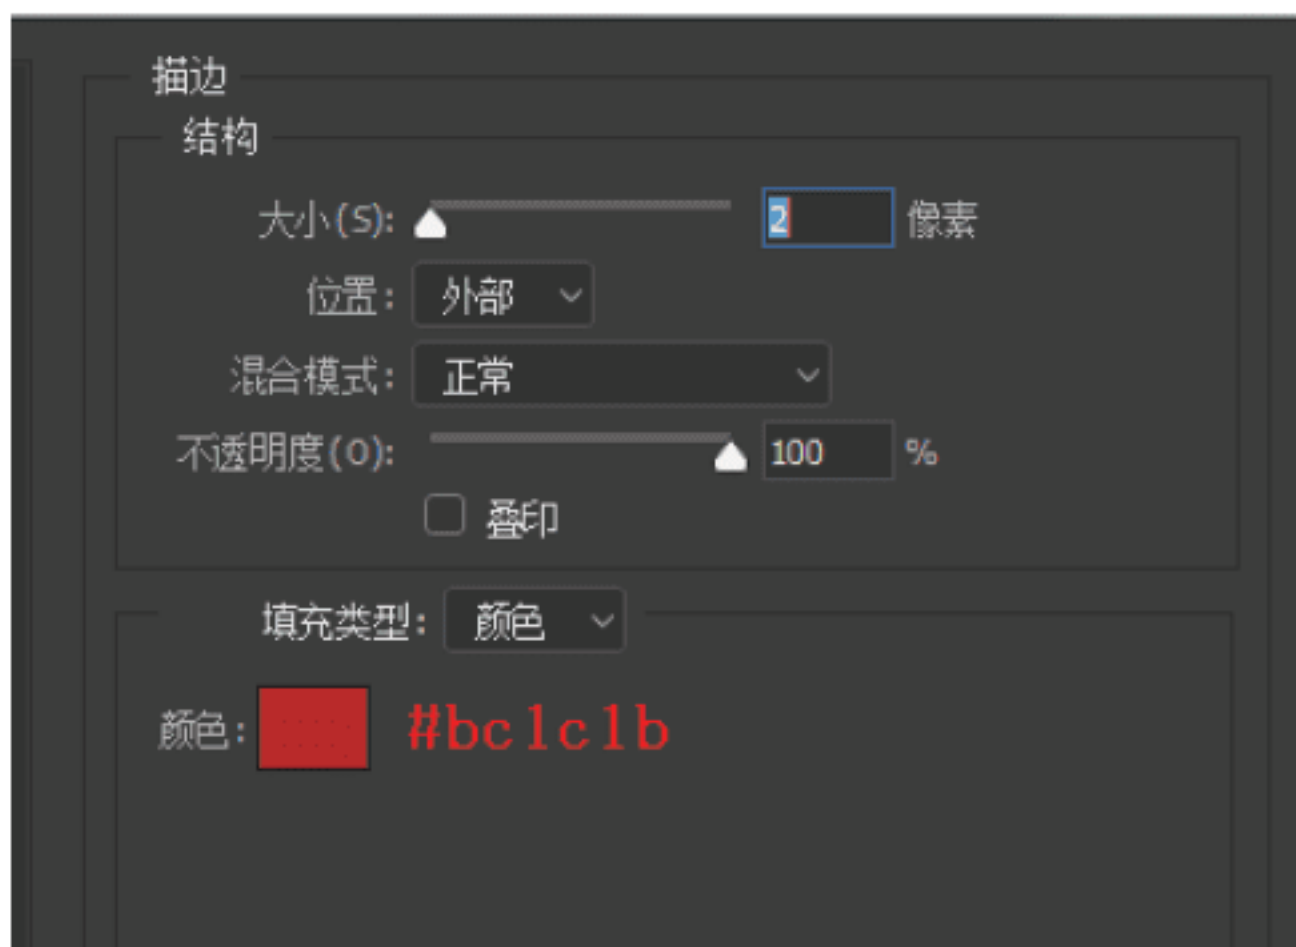 描边
结构
大小(S): 2 像素
位置: 外部
混合模式: 正常
不透明度(O): 100 %
叠印
填充类型: 颜色
颜色: #bc1c1b